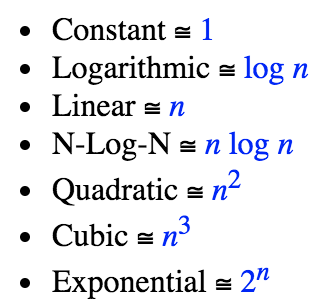 • Constant ≅ 1
• Logarithmic ≅ log n
• Linear ≅ n
• N-Log-N ≅ n log n
• Quadratic ≅ n²
• Cubic ≅ n³
• Exponential ≅ 2ⁿ